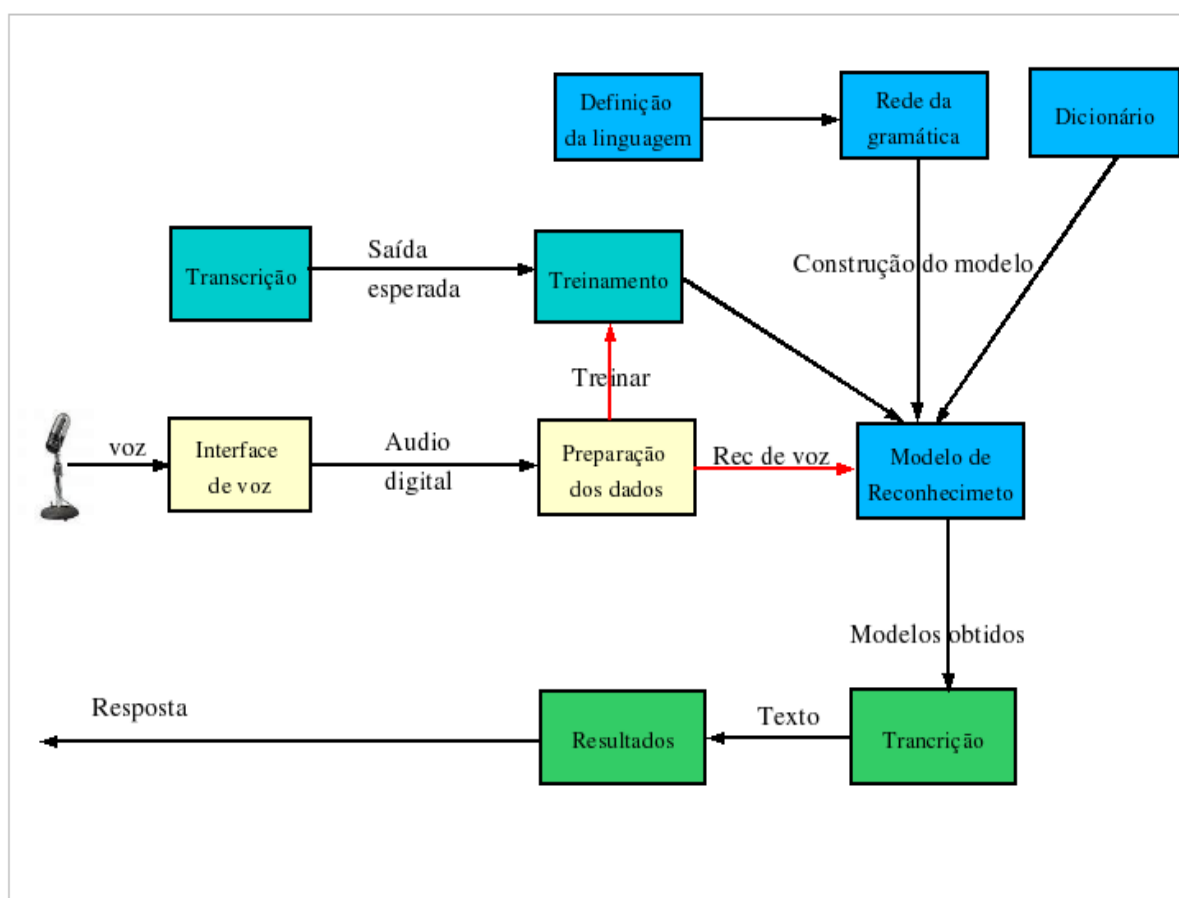 Definição
da linguagem
Rede da
gramática
Dicionário
Construção do modelo
Transcrição
Saída
esperada
Treinamento
Treinar
voz
Interface
de voz
Audio
digital
Preparação
dos dados
Rec de voz
Modelo de
Reconhecimeto
Modelos obtidos
Resposta
Resultados
Texto
Trancrição